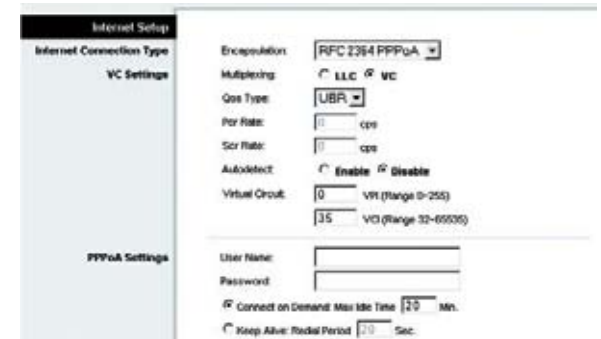 Internet Setup
Internet Connection Type
Encapsulation: RFC 2364 PPPoA
VC Settings
Multiplexing: LLC VC
Qos Type: UBR
Pcr Rate: 0 cps
Scr Rate: 0 cps
Autodetect: Enable Disable
Virtual Circuit: 0 VPI (Range 0~255)
35 VCI (Range 32~65535)
PPPoA Settings
User Name:
Password:
Connect on Demand: Max Idle Time 20 Min.
Keep Alive: Redial Period 20 Sec.